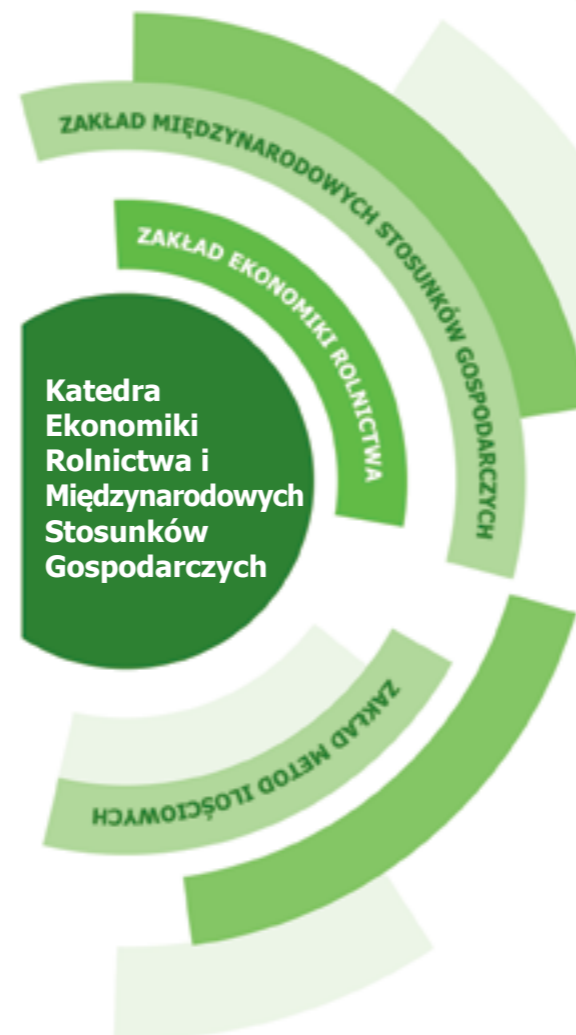 ZAKŁAD MIĘDZYNARODOWYCH STOSUNKÓW GOSPODARCZYCH
ZAKŁAD EKONOMIKI ROLNICTWA
Katedra
Ekonomiki
Rolnictwa i
Międzynarodowych
Stosunków
Gospodarczych
ZAKŁAD METOD ILOŚCIOWYCH